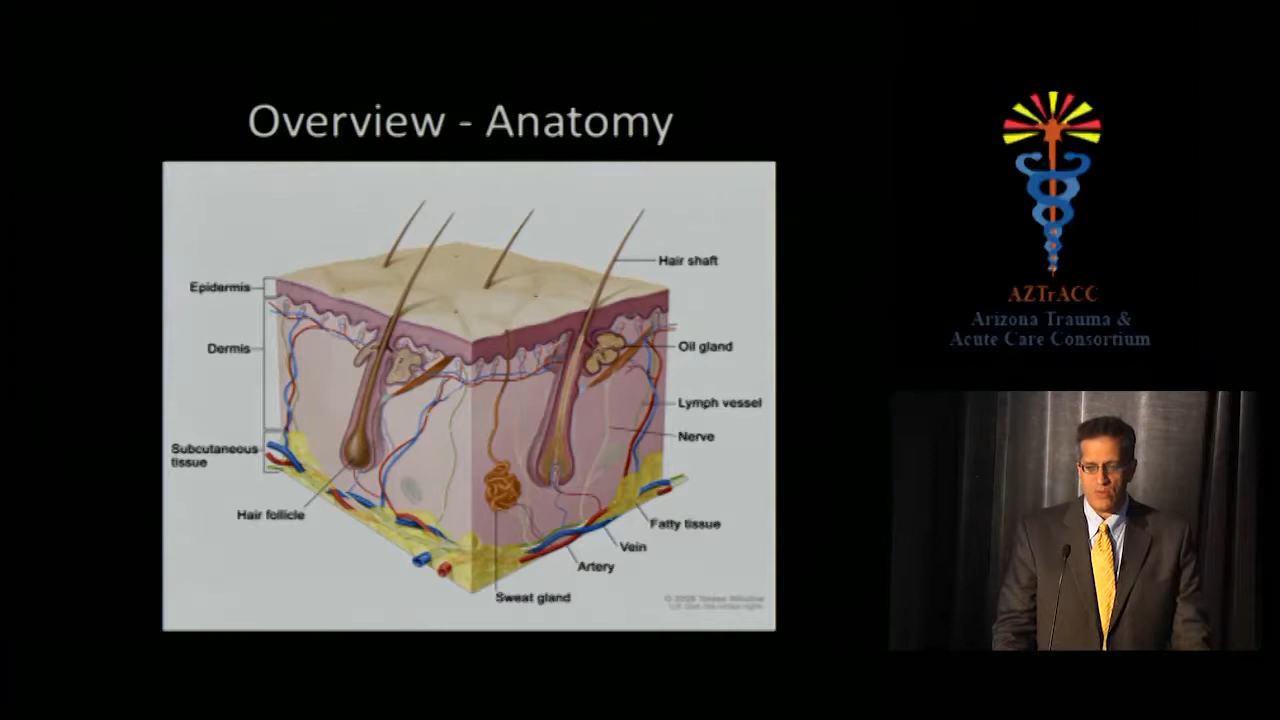 Overview - Anatomy
Hair shaft
Epidermis
Oil gland
Dermis
Lymph vessel
Nerve
Subcutaneous
tissue
Hair follicle
Fatty tissue
Vein
Artery
Sweat gland
AZTrACC
Arizona Trauma &
Acute Care Consortium